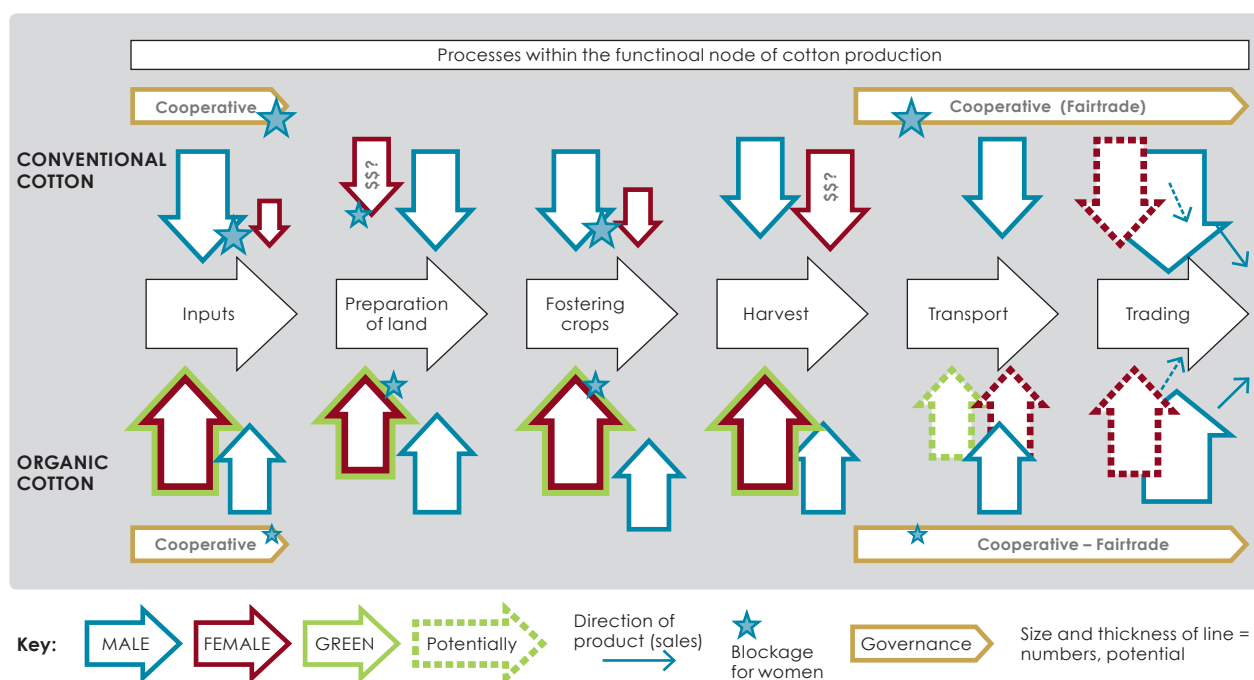 Processes within the functinoal node of cotton production
Cooperative
Cooperative (Fairtrade)
CONVENTIONAL
COTTON
$$?
$$?
Inputs
Preparation
of land
Fostering
crops
Harvest
Transport
Trading
ORGANIC
COTTON
Cooperative
Cooperative – Fairtrade
Key:
MALE
FEMALE
GREEN
Potentially
Direction of
product (sales)
Blockage
for women
Governance
Size and thickness of line =
numbers, potential